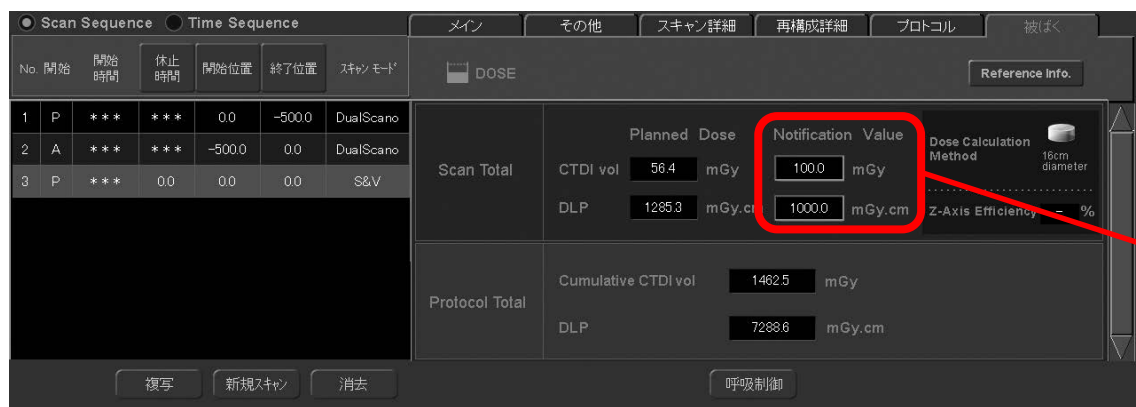 Scan Sequence Time Sequence
メイン その他 スキャン詳細 再構成詳細 プロトコル 被ばく
No. 開始 開始時間 休止時間 開始位置 終了位置 スキャンモード
DOSE
Reference Info.
1 P *** *** 0.0 -500.0 DualScano
2 A *** *** -500.0 0.0 DualScano
3 P *** 0.0 0.0 0.0 S&V
Planned Dose Notification Value
Scan Total
CTDI vol 56.4 mGy 100.0 mGy
DLP 1285.3 mGy.cm 1000.0 mGy.cm
Dose Calculation Method
16cm diameter
Z-Axis Efficiency - %
Protocol Total
Cumulative CTDI vol 1462.5 mGy
DLP 7288.6 mGy.cm
複写 新規スキャン 消去 呼吸制御